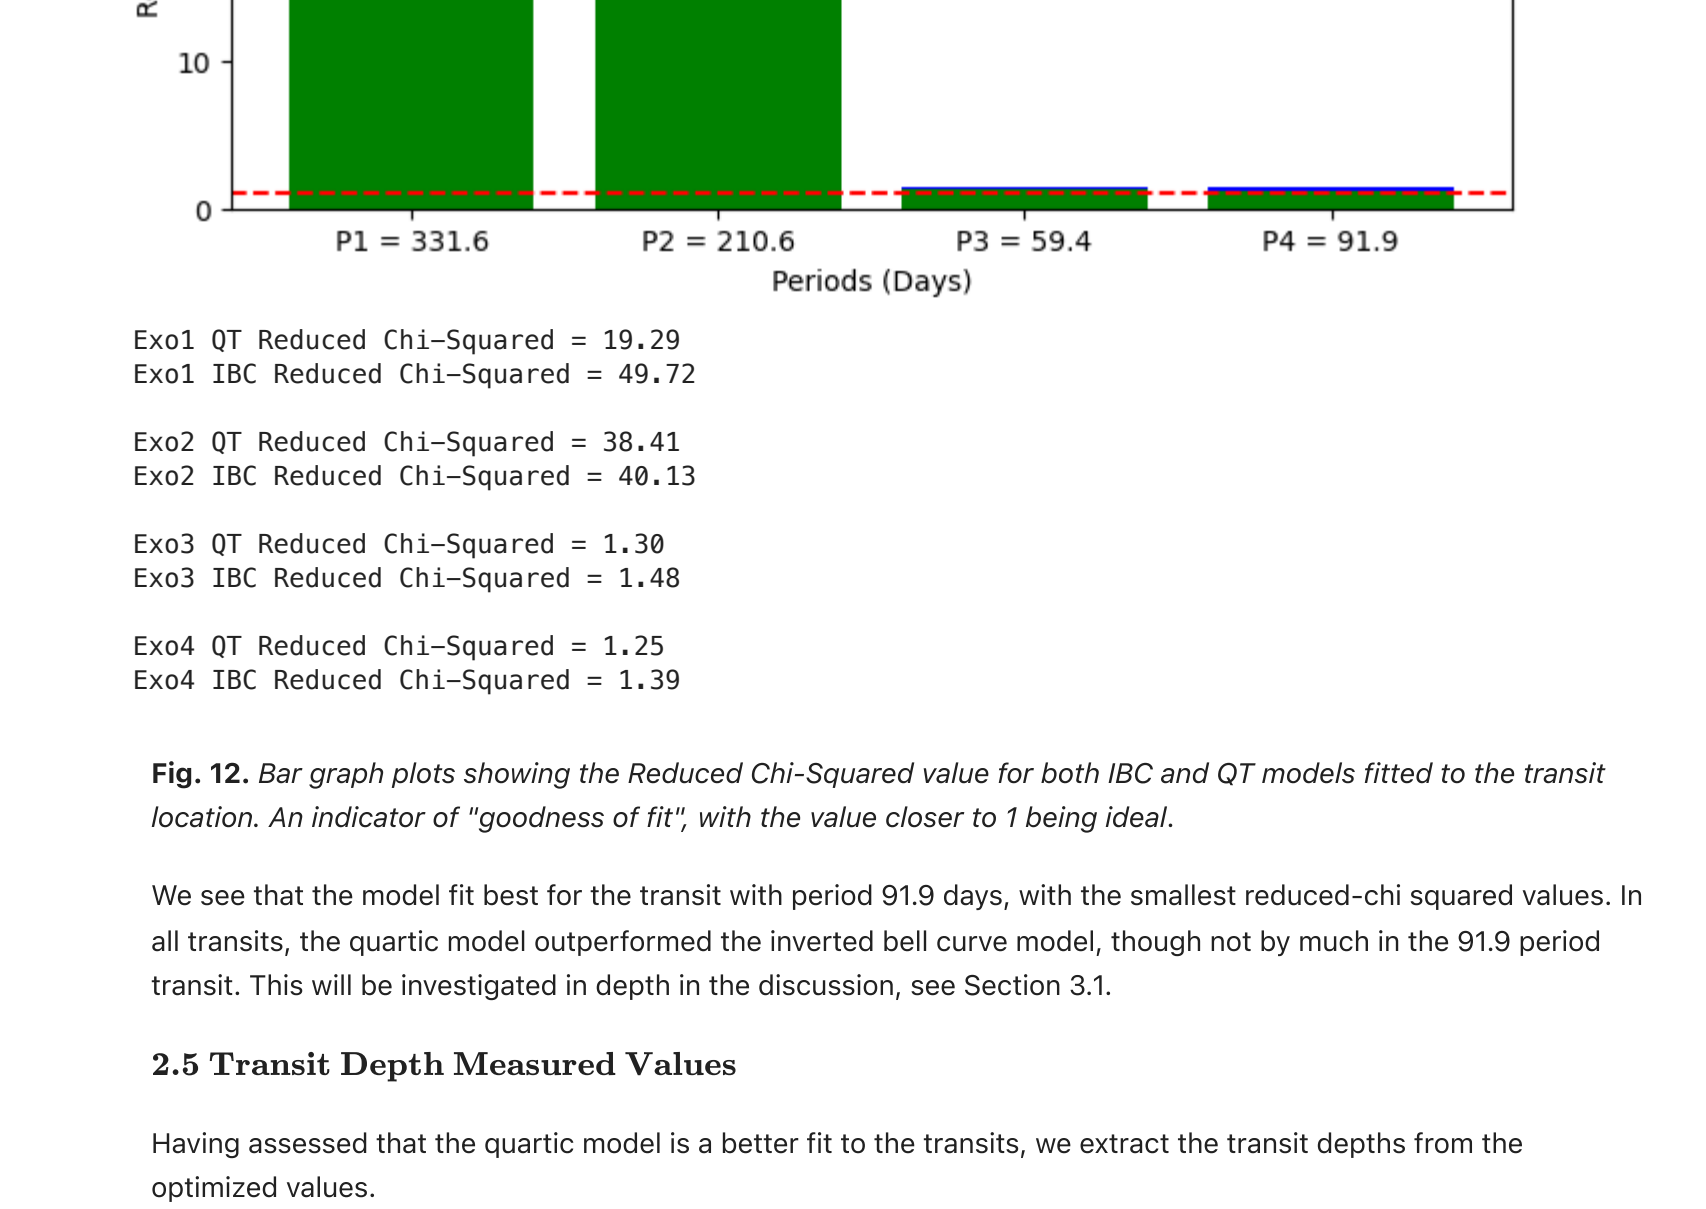 R
10
0
P1 = 331.6 P2 = 210.6 P3 = 59.4 P4 = 91.9
Periods (Days)
Exo1 QT Reduced Chi-Squared = 19.29
Exo1 IBC Reduced Chi-Squared = 49.72
Exo2 QT Reduced Chi-Squared = 38.41
Exo2 IBC Reduced Chi-Squared = 40.13
Exo3 QT Reduced Chi-Squared = 1.30
Exo3 IBC Reduced Chi-Squared = 1.48
Exo4 QT Reduced Chi-Squared = 1.25
Exo4 IBC Reduced Chi-Squared = 1.39
Fig. 12. Bar graph plots showing the Reduced Chi-Squared value for both IBC and QT models fitted to the transit
location. An indicator of "goodness of fit", with the value closer to 1 being ideal.
We see that the model fit best for the transit with period 91.9 days, with the smallest reduced-chi squared values. In
all transits, the quartic model outperformed the inverted bell curve model, though not by much in the 91.9 period
transit. This will be investigated in depth in the discussion, see Section 3.1.
2.5 Transit Depth Measured Values
Having assessed that the quartic model is a better fit to the transits, we extract the transit depths from the
optimized values.